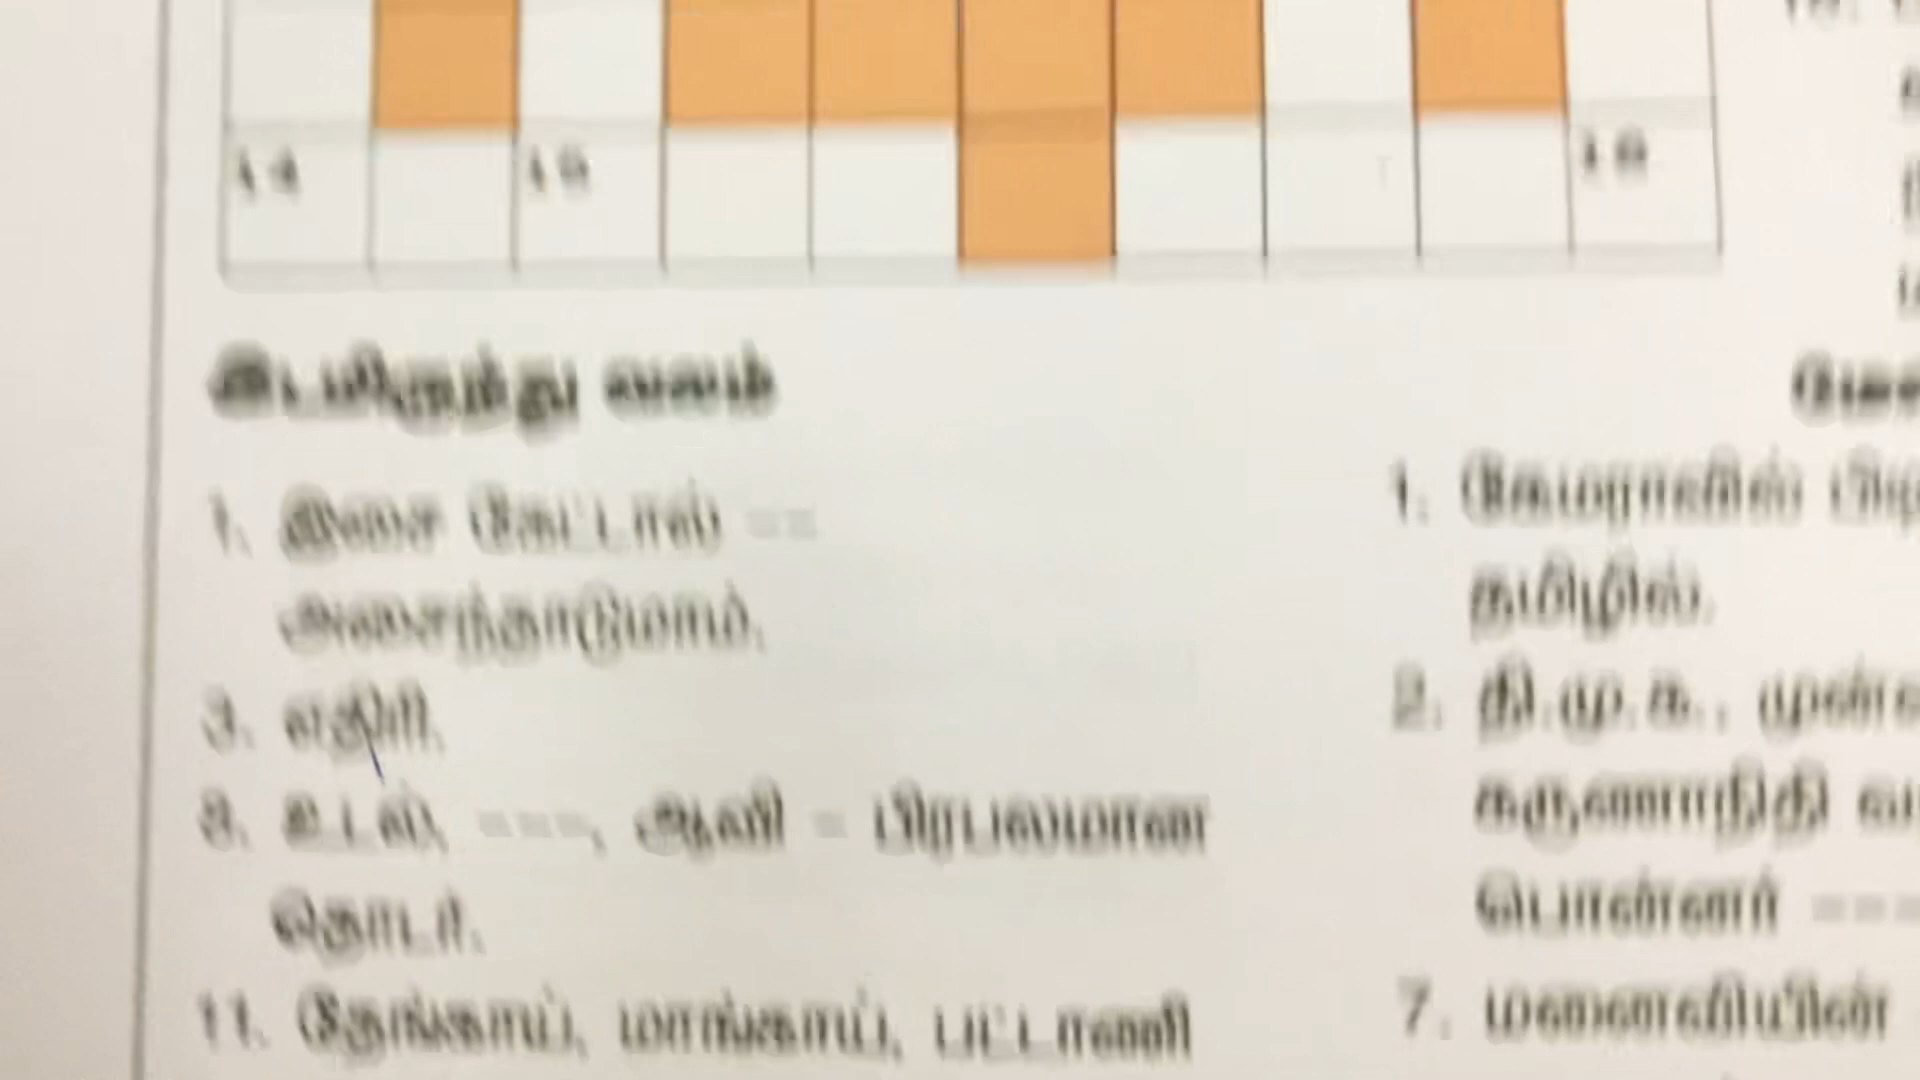 14
இடமிருந்து வலம்
1. இசை கேட்டால் ==
அசைந்தாடுமாம்.
3. எதிரி.
8. உடல், ===, ஆவி = பிரபலமான
தொடர்.
11. தேங்காய், மாங்காய், பட்டாணி
1. கேமராவில்
தமிழில்.
2. தி.மு.க.,
கருணாநிதி
பொன்னர் ===
7. மனைவியின்